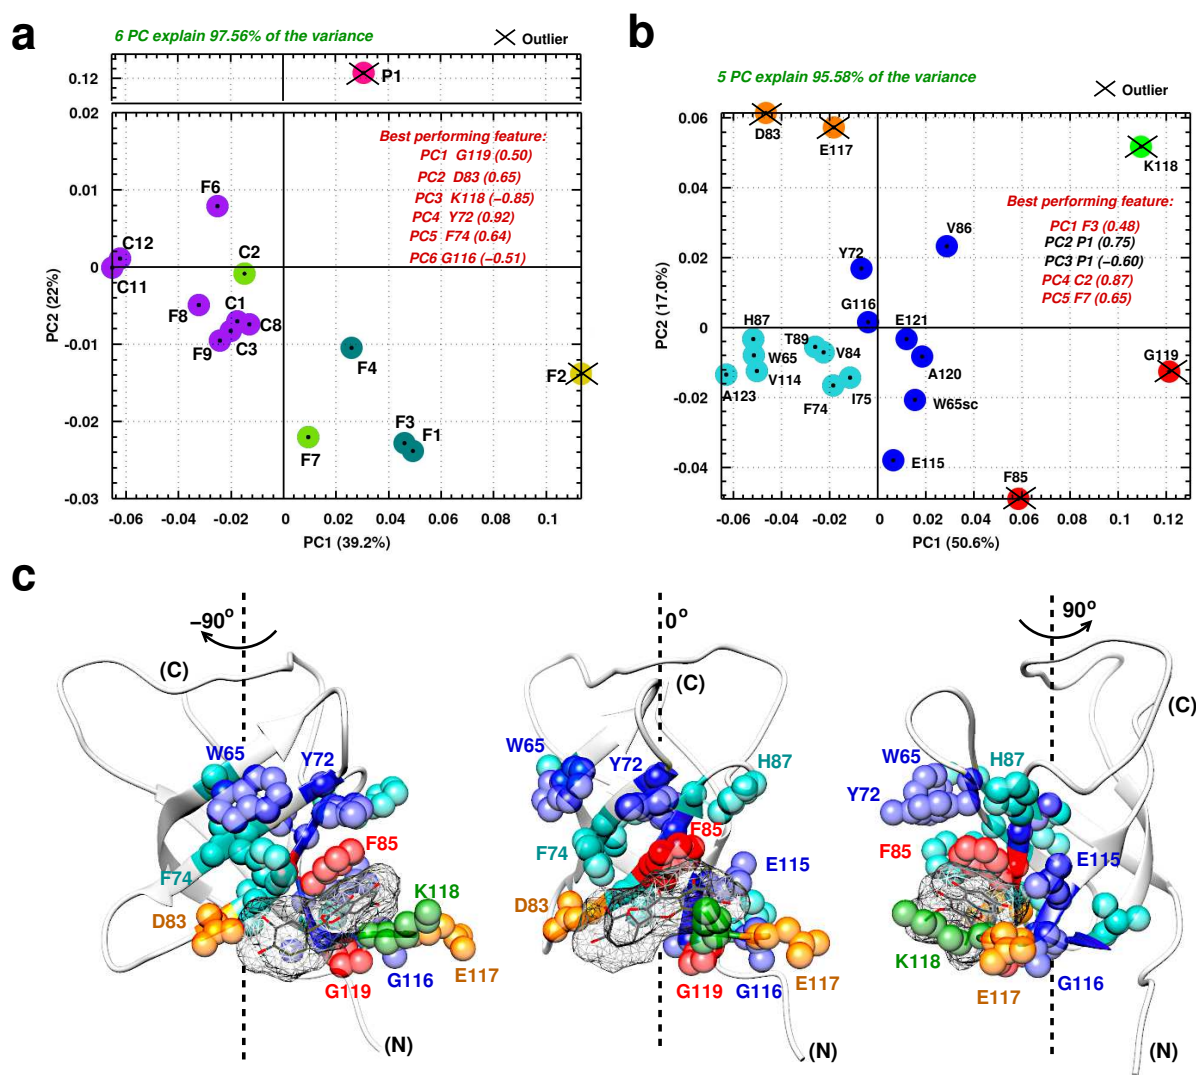 a
6 PC explain 97.56% of the variance
Outlier
P1
0.12
0.02
0.01
0
-0.01
-0.02
-0.03
PC2 (22%)
Best performing feature:
PC1 G119 (0.50)
PC2 D83 (0.65)
PC3 K118 (−0.85)
PC4 Y72 (0.92)
PC5 F74 (0.64)
PC6 G116 (−0.51)
F6
C12
C2
C11
F8
C1
C8
F9
C3
F4
F2
F3
F1
F7
-0.06
-0.04
-0.02
0
0.02
0.04
0.06
0.08
0.1
PC1 (39.2%)
b
5 PC explain 95.58% of the variance
Outlier
0.06
0.04
0.02
0
-0.02
-0.04
PC2 (17.0%)
D83
E117
K118
Best performing feature:
PC1 F3 (0.48)
PC2 P1 (0.75)
PC3 P1 (−0.60)
PC4 C2 (0.87)
PC5 F7 (0.65)
V86
Y72
G116
H87
T89
E121
W65
V84
G119
V114
A120
A123
F74
I75
W65sc
E115
F85
-0.06
-0.04
-0.02
0
0.02
0.04
0.06
0.08
0.1
0.12
PC1 (50.6%)
c
−90o
(C)
W65
Y72
F85
F74
K118
D83
E117
G119
G116
(N)
0o
(C)
W65
Y72
H87
F85
F74
E115
D83
E117
G119
G116
(N)
90o
(C)
W65
H87
Y72
F85
E115
K118
E117
G116
(N)